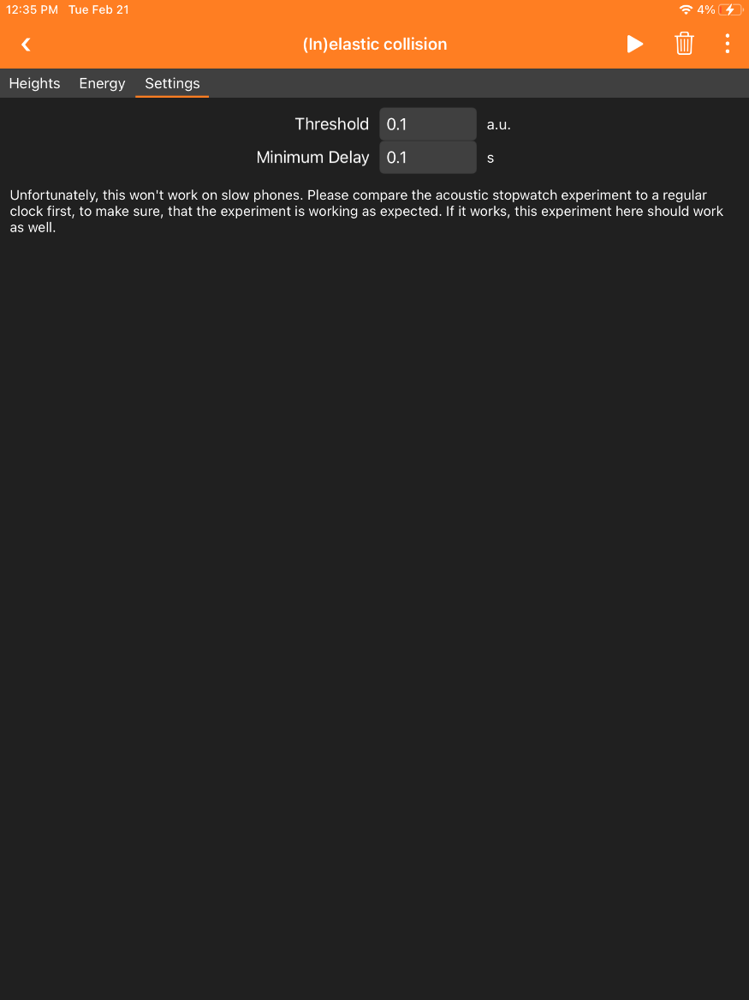 12:35 PM Tue Feb 21 4%
(In)elastic collision
Heights Energy Settings
Threshold 0.1 a.u.
Minimum Delay 0.1 s
Unfortunately, this won't work on slow phones. Please compare the acoustic stopwatch experiment to a regular
clock first, to make sure, that the experiment is working as expected. If it works, this experiment here should work
as well.